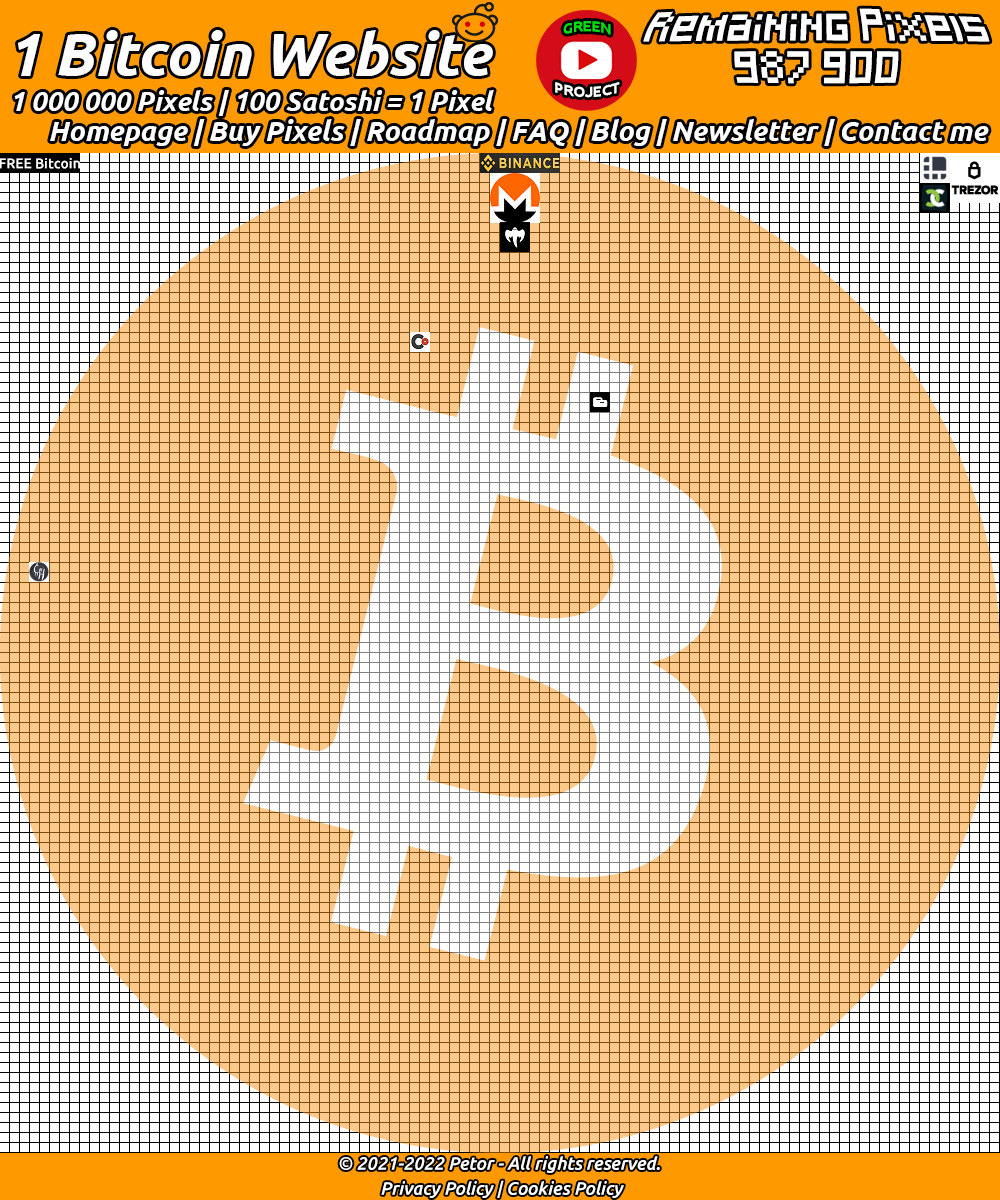 1 Bitcoin Website
1 000 000 Pixels | 100 Satoshi = 1 Pixel
GREEN
PROJECT
Remaining Pixels
987 900
Homepage | Buy Pixels | Roadmap | FAQ | Blog | Newsletter | Contact me
FREE Bitcoin
BINANCE
TREZOR
© 2021-2022 Petor - All rights reserved.
Privacy Policy | Cookies Policy